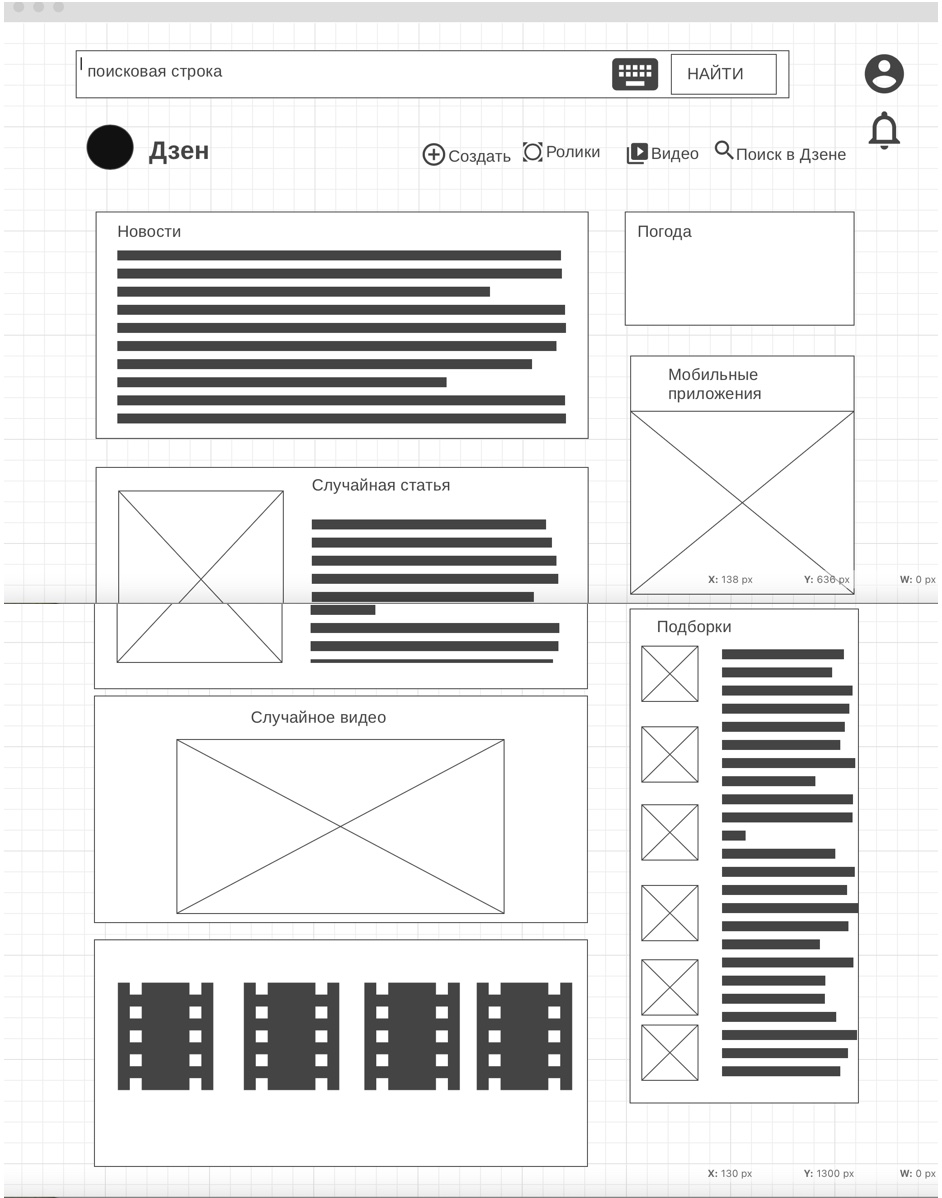 поисковая строка
НАЙТИ
Дзен
Создать
Ролики
Видео
Поиск в Дзене
Новости
Погода
Мобильные
приложения
Случайная статья
X: 138 px
Y: 636 px
W: 0 px
Подборки
Случайное видео
X: 130 px
Y: 1300 px
W: 0 px